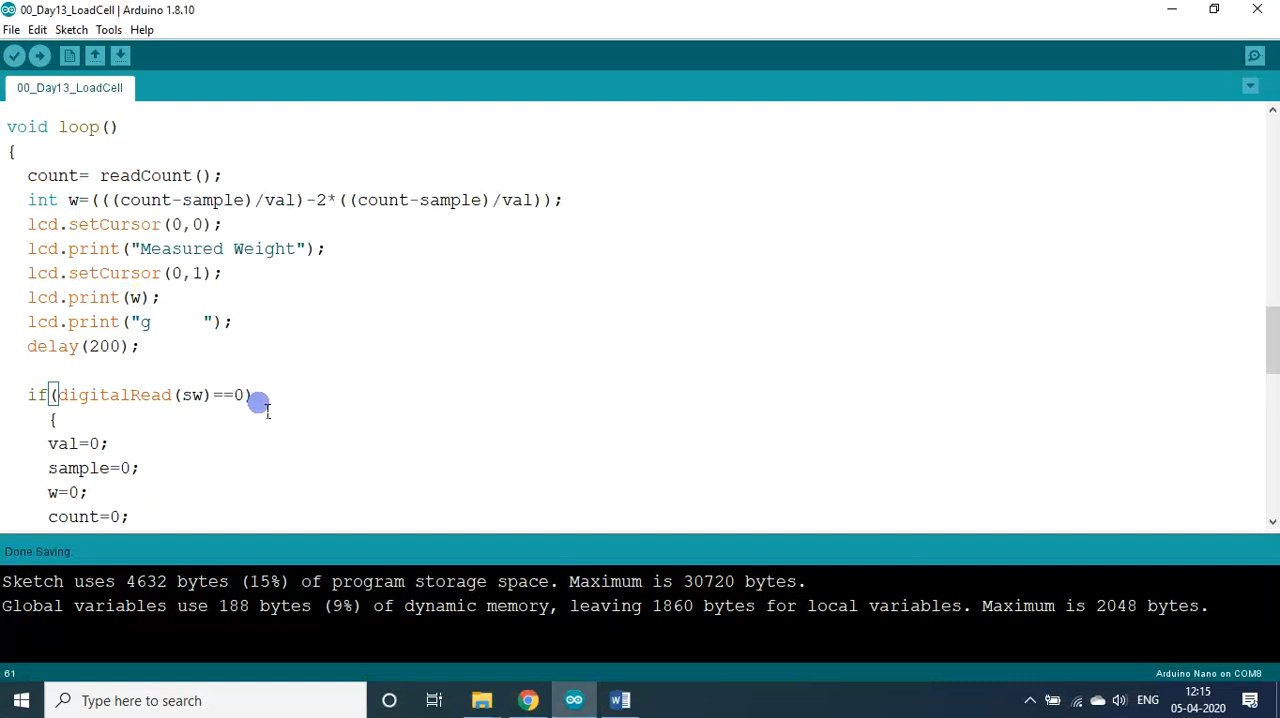 00_Day13_LoadCell | Arduino 1.8.10
File Edit Sketch Tools Help
00_Day13_LoadCell
void loop()
{
count= readCount();
int w=(((count-sample)/val)-2*((count-sample)/val));
lcd.setCursor(0,0);
lcd.print("Measured Weight");
lcd.setCursor(0,1);
lcd.print(w);
lcd.print("g     ");
delay(200);
if(digitalRead(sw)==0)
{
val=0;
sample=0;
w=0;
count=0;
Done Saving.
Sketch uses 4632 bytes (15%) of program storage space. Maximum is 30720 bytes.
Global variables use 188 bytes (9%) of dynamic memory, leaving 1860 bytes for local variables. Maximum is 2048 bytes.
61
Arduino Nano on COM8
Type here to search
ENG
12:15
05-04-2020